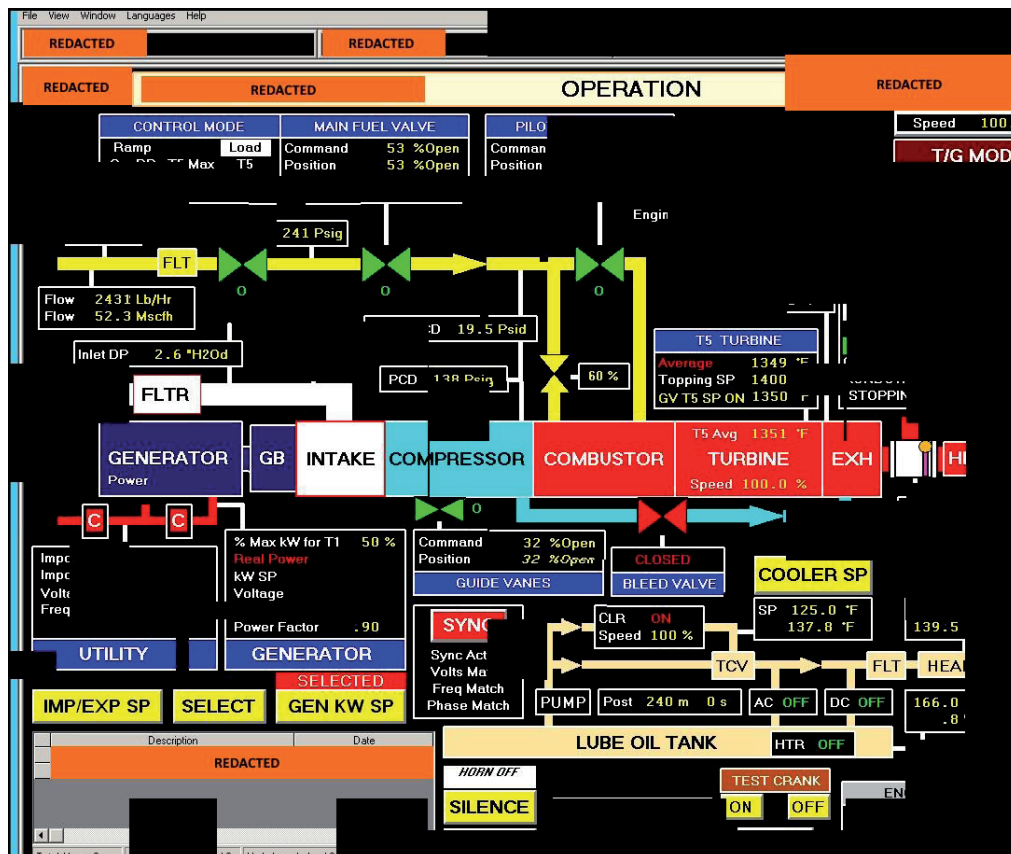 File View Window Languages Help
REDACTED REDACTED
REDACTED REDACTED OPERATION REDACTED
CONTROL MODE MAIN FUEL VALVE PILO
Speed 100
Ramp Load Command 53 %Open Comman
Max T5 Position 53 %Open Position
T/G MOD
Engin
241 Psig
FLT
O O O
Flow 2431 Lb/Hr
Flow 52.3 Mscfh
19.5 Psid
Inlet DP 2.6 "H2Od
T5 TURBINE
Average 1349 °F
PCD 138 Psig 60 % Topping SP 1400
FLTR GV T5 SP ON 1350 STOPPIN
GENERATOR GB INTAKE COMPRESSOR COMBUSTOR T5 Avg 1351 °F TURBINE EXH
Power Speed 100.0 %
C C O
% Max kW for T1 50 % Command 32 %Open
Real Power Position 32 %Open CLOSED
kW SP GUIDE VANES BLEED VALVE COOLER SP
Voltage
Freq
SP 125.0 °F
CLR ON
Speed 100 % 137.8 °F 139.5
Power Factor .90 SYNC
UTILITY GENERATOR Sync Act
Volts Ma TCV FLT HEA
SELECTED Freq Match
IMP/EXP SP SELECT GEN KW SP Phase Match PUMP Post 240 m 0 s AC OFF DC OFF 166.0
.8
LUBE OIL TANK HTR OFF
Description Date
REDACTED
HORN OFF TEST CRANK
SILENCE ON OFF EN